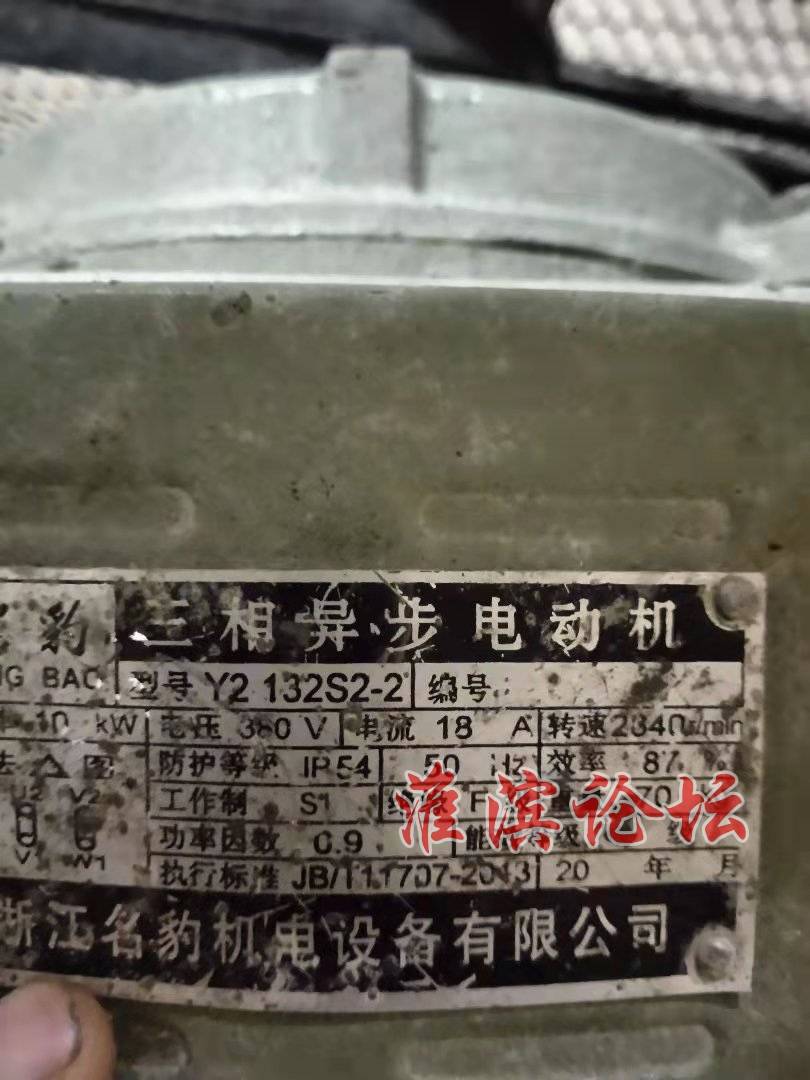 豹 三相异步电动机
NG BAO 型号 Y2 132S2-2 编号
10 kW 电压 380 V 电流 18 A 转速 2840r/min
法 △ 图 防护等级 IP54 50 Hz 效率 87 %
U2 V2 工作制 S1 F 70
V1 W1 功率因数 0.9 级
执行标准 JB/T11707-2013 20 年 月
浙江名豹机电设备有限公司
淮滨论坛